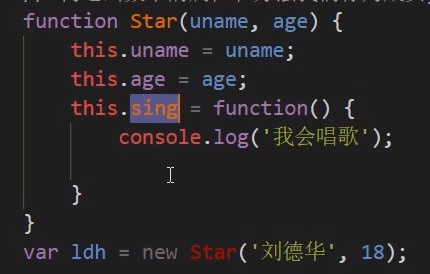 function Star(uname, age) {
    this.uname = uname;
    this.age = age;
    this.sing = function() {
        console.log('我会唱歌');
    }
}
var ldh = new Star('刘德华', 18);